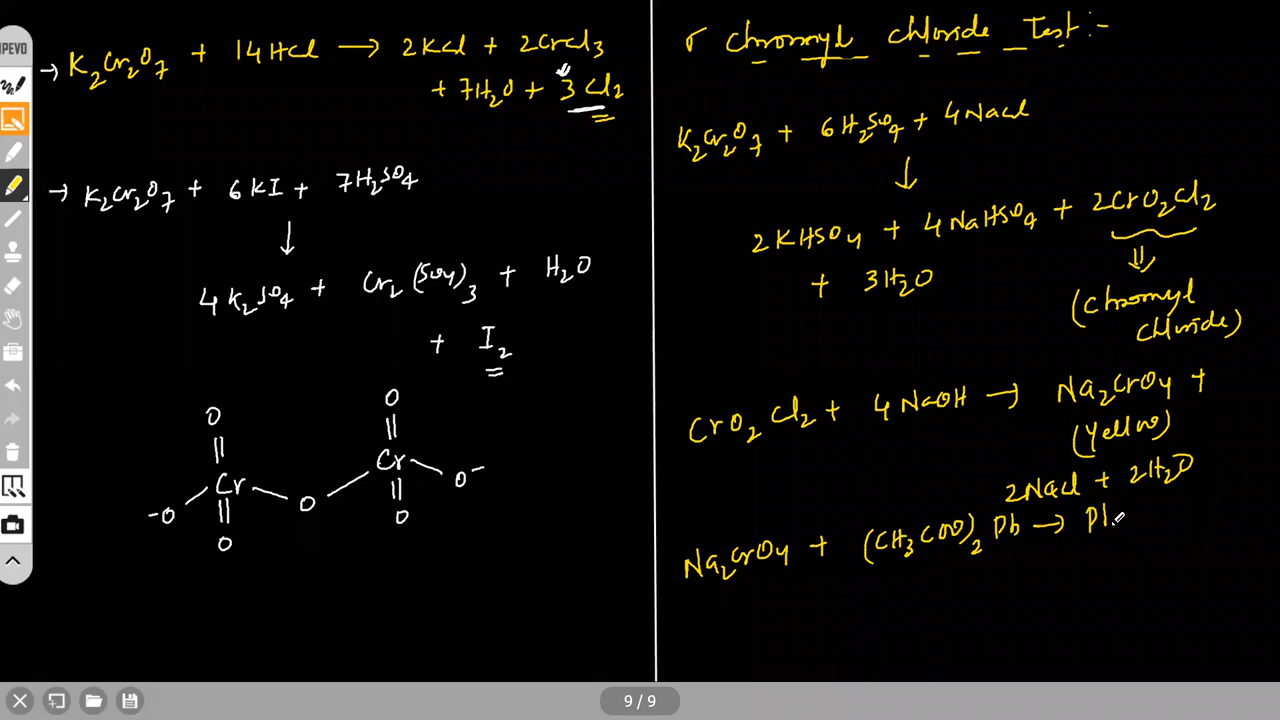 IPEVO
→ K₂Cr₂O₇ + 14HCl → 2KCl + 2CrCl₃
+ 7H₂O + 3Cl₂
→ K₂Cr₂O₇ + 6KI + 7H₂SO₄
↓
4K₂SO₄ + Cr₂(SO₄)₃ + H₂O
+ I₂
O O
|| ||
⁻O Cr O Cr O⁻
|| ||
O O
Chromyl chloride Test :-
K₂Cr₂O₇ + 6H₂SO₄ + 4NaCl
↓
2KHSO₄ + 4NaHSO₄ + 2CrO₂Cl₂
+ 3H₂O
⇓
(Chromyl
chloride)
CrO₂Cl₂ + 4NaOH → Na₂CrO₄ +
(Yellow)
2NaCl + 2H₂O
Na₂CrO₄ + (CH₃COO)₂Pb → Pb
9 / 9